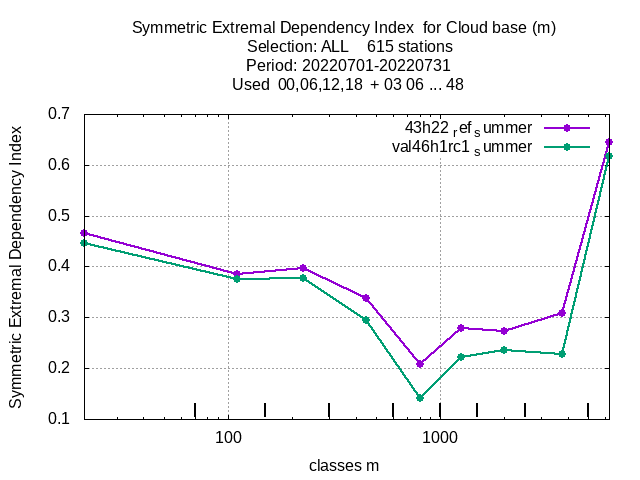 Symmetric Extremal Dependency Index  for Cloud base (m)
Selection: ALL    615 stations
Period: 20220701-20220731
Used  00,06,12,18  + 03 06 ... 48
43h22 ref summer
val46h1rc1 summer
Symmetric Extremal Dependency Index
0.7
0.6
0.5
0.4
0.3
0.2
0.1
100
1000
classes m